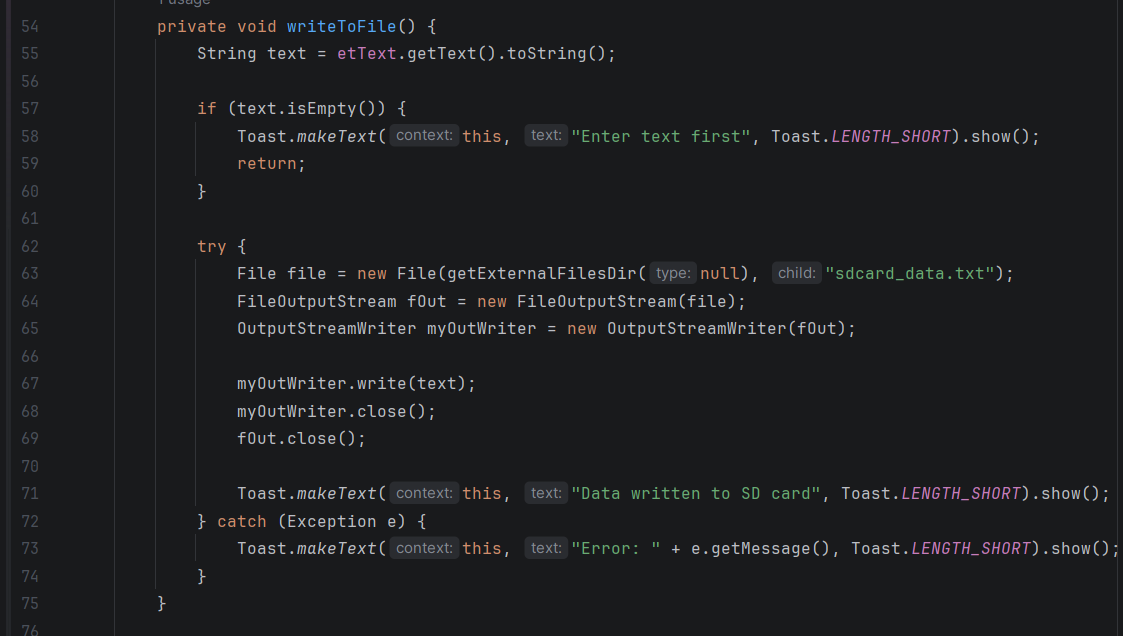 usage
54 private void writeToFile() {
55 String text = etText.getText().toString();
56
57 if (text.isEmpty()) {
58 Toast.makeText( context: this, text: "Enter text first", Toast.LENGTH_SHORT).show();
59 return;
60 }
61
62 try {
63 File file = new File(getExternalFilesDir( type: null), child: "sdcard_data.txt");
64 FileOutputStream fOut = new FileOutputStream(file);
65 OutputStreamWriter myOutWriter = new OutputStreamWriter(fOut);
66
67 myOutWriter.write(text);
68 myOutWriter.close();
69 fOut.close();
70
71 Toast.makeText( context: this, text: "Data written to SD card", Toast.LENGTH_SHORT).show();
72 } catch (Exception e) {
73 Toast.makeText( context: this, text: "Error: " + e.getMessage(), Toast.LENGTH_SHORT).show();
74 }
75 }
76